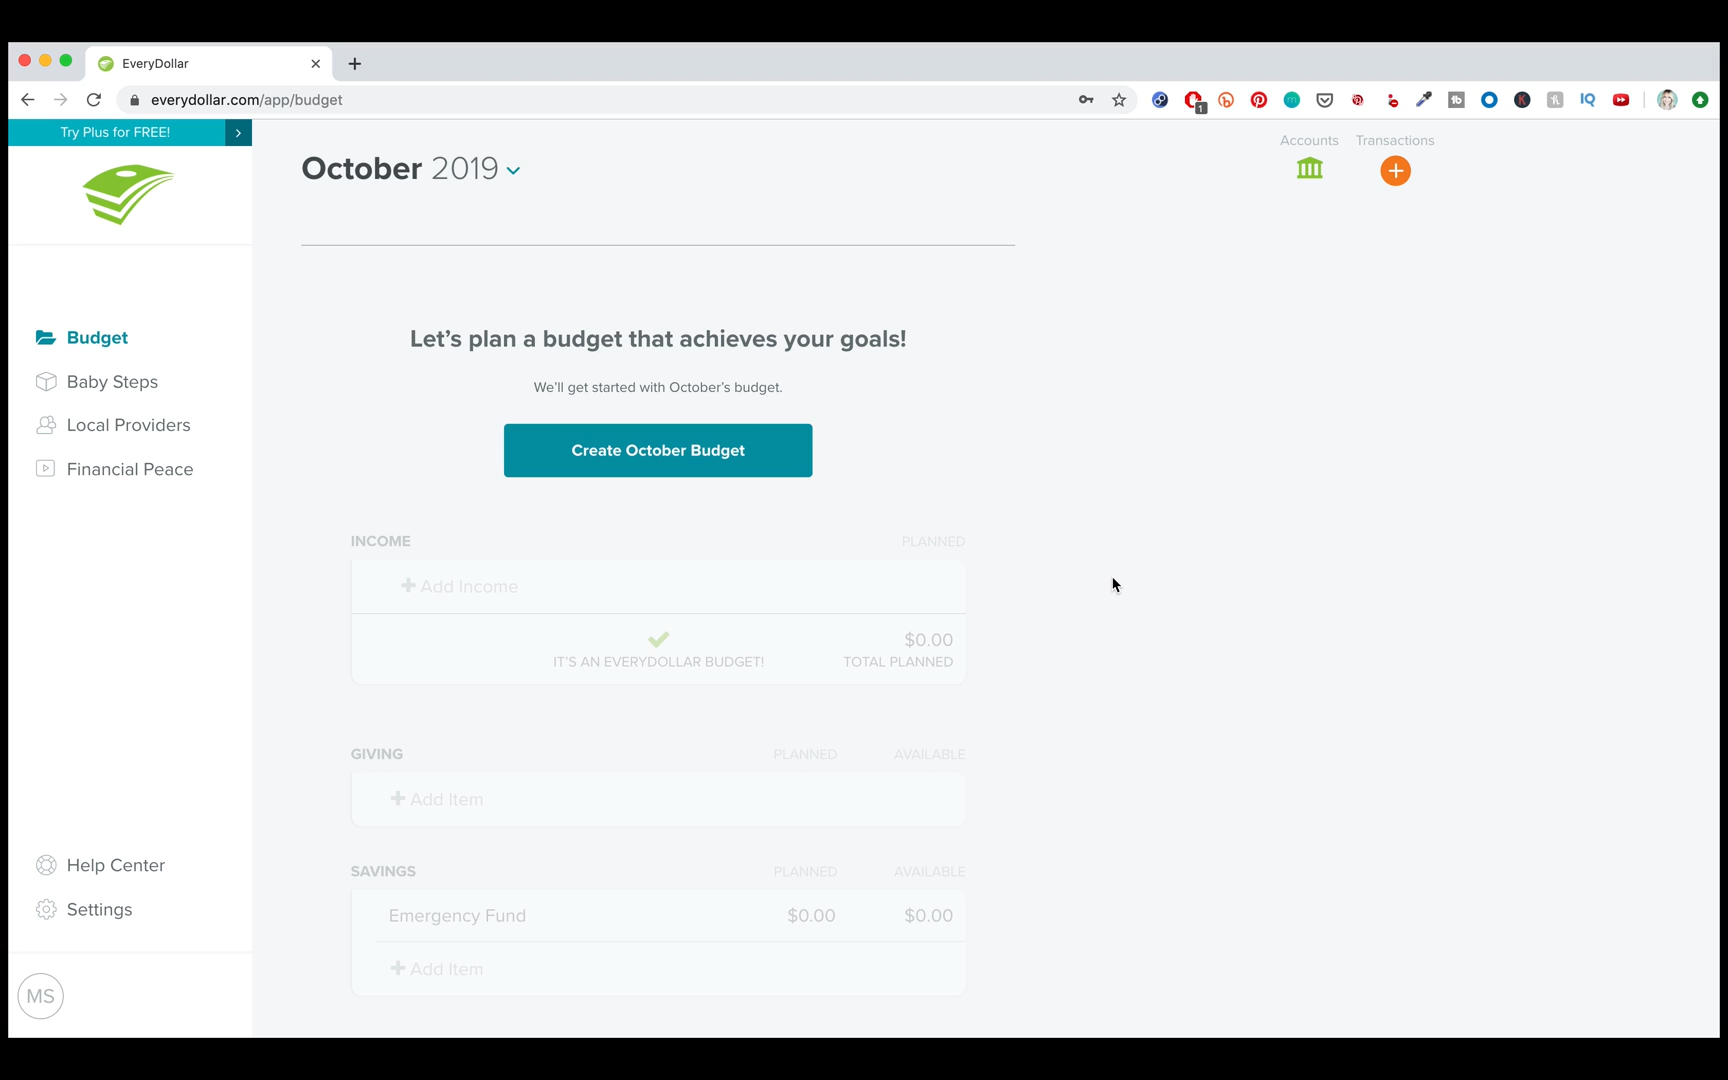 EveryDollar
everydollar.com/app/budget
1
tb
K
IQ
Try Plus for FREE!
October 2019
Accounts
Transactions
Let's plan a budget that achieves your goals!
We'll get started with October's budget.
Create October Budget
Budget
Baby Steps
Local Providers
Financial Peace
INCOME PLANNED
Add Income
$0.00
IT'S AN EVERYDOLLAR BUDGET! TOTAL PLANNED
GIVING PLANNED AVAILABLE
Add Item
SAVINGS PLANNED AVAILABLE
Emergency Fund $0.00 $0.00
Add Item
Help Center
Settings
MS